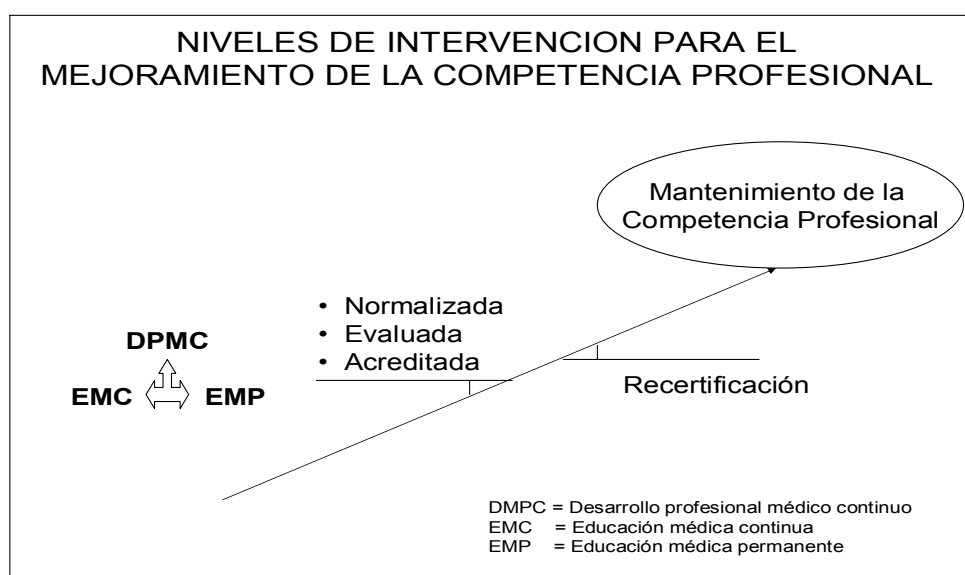 NIVELES DE INTERVENCION PARA EL
MEJORAMIENTO DE LA COMPETENCIA PROFESIONAL
Mantenimiento de la
Competencia Profesional
• Normalizada
• Evaluada
• Acreditada
DPMC
EMC EMP
Recertificación
DMPC = Desarrollo profesional médico continuo
EMC = Educación médica continua
EMP = Educación médica permanente